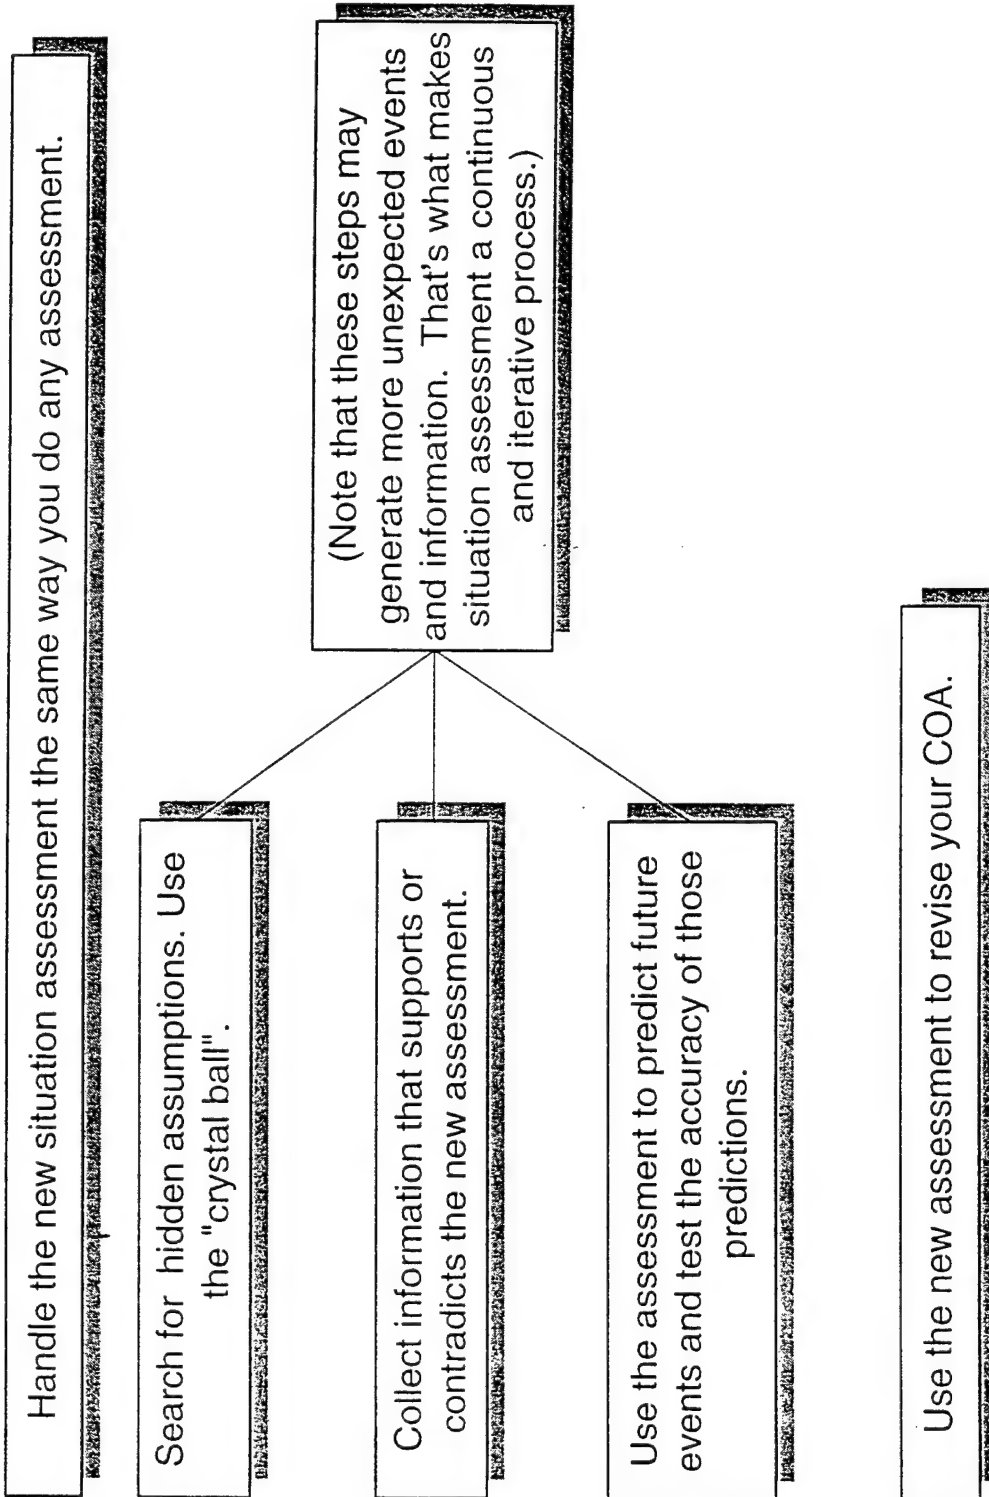 Handle the new situation assessment the same way you do any assessment.
Search for hidden assumptions. Use
the "crystal ball".
Collect information that supports or
contradicts the new assessment.
Use the assessment to predict future
events and test the accuracy of those
predictions.
(Note that these steps may
generate more unexpected events
and information. That's what makes
situation assessment a continuous
and iterative process.)
Use the new assessment to revise your COA.